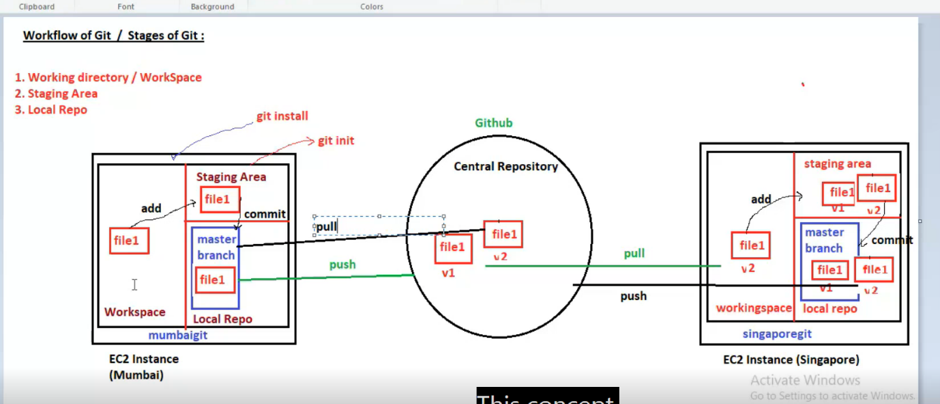 Clipboard
Font
Background
Colors
Workflow of Git / Stages of Git :
1. Working directory / WorkSpace
2. Staging Area
3. Local Repo
git install
git init
Github
Central Repository
Staging Area
file1
add
commit
file1
master
branch
file1
Workspace
Local Repo
mumbaigit
EC2 Instance
(Mumbai)
pull
push
file1
v1
file1
v2
pull
push
staging area
file1
v1
file1
v2
add
commit
file1
v2
master
branch
file1
v1
file1
v2
workingspace
local repo
singaporegit
EC2 Instance (Singapore)
Activate Windows
Go to Settings to activate Windows.
This concept